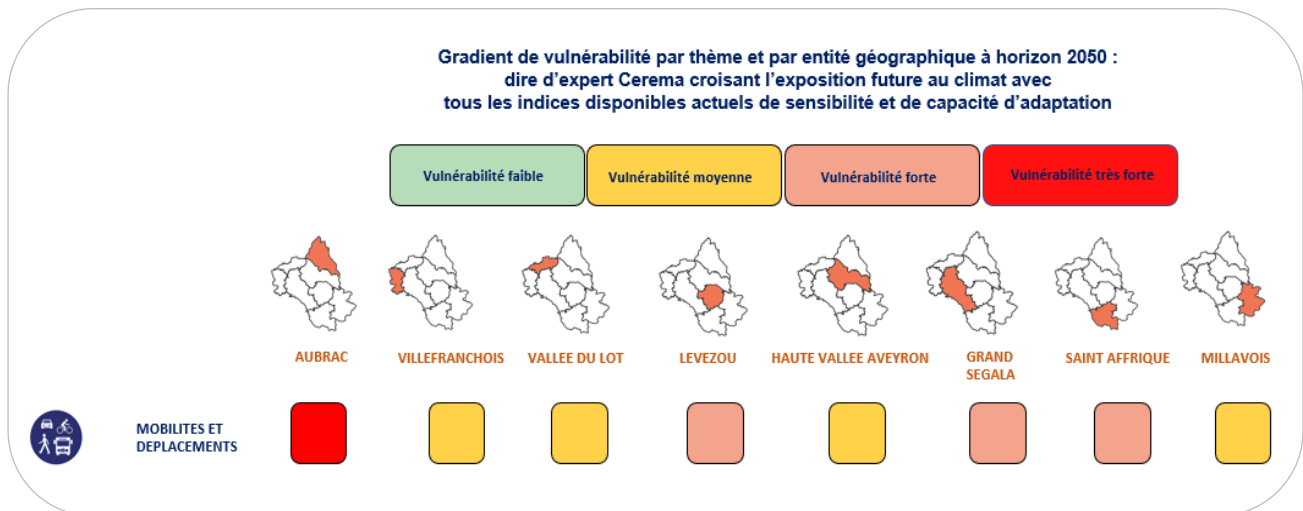 Gradient de vulnérabilité par thème et par entité géographique à horizon 2050 :
dire d'expert Cerema croisant l'exposition future au climat avec
tous les indices disponibles actuels de sensibilité et de capacité d'adaptation
Vulnérabilité faible
Vulnérabilité moyenne
Vulnérabilité forte
Vulnérabilité très forte
AUBRAC
VILLEFRANCHOIS
VALLEE DU LOT
LEVEZOU
HAUTE VALLEE AVEYRON
GRAND
SEGALA
SAINT AFFRIQUE
MILLAVOIS
MOBILITES ET
DEPLACEMENTS